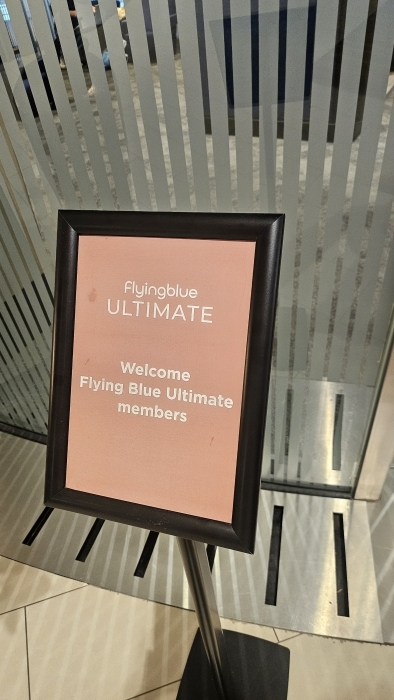 Flyingblue
ULTIMATE
Welcome
Flying Blue Ultimate
members